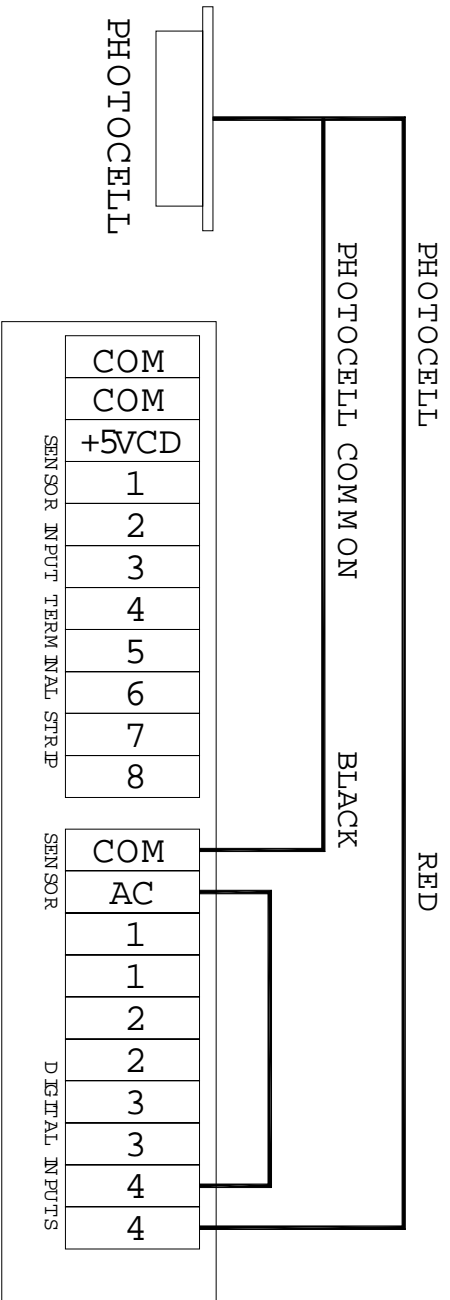 PHOTOCELL
PHOTOCELL
RED
PHOTOCELL COMMON
BLACK
COM
COM
+5VCD
1
2
3
4
5
6
7
8
SENSOR INPUT TERMINAL STRIP
COM
AC
1
1
2
2
3
3
4
4
SENSOR
DIGITAL INPUTS